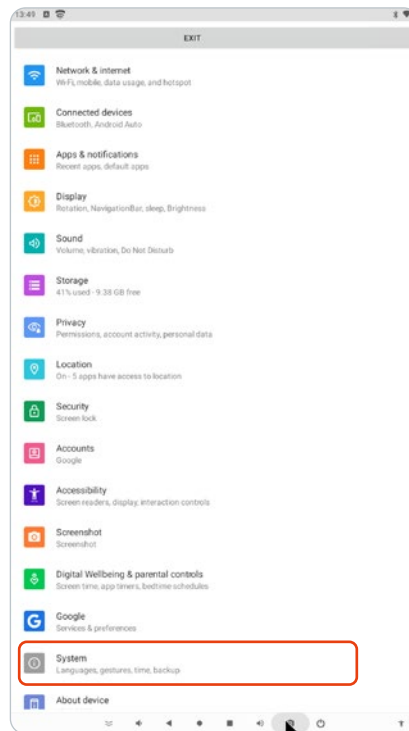 13:49
EXIT
Network & internet
Wi-Fi, mobile, data usage, and hotspot
Connected devices
Bluetooth, Android Auto
Apps & notifications
Recent apps, default apps
Display
Rotation, NavigationBar, sleep, Brightness
Sound
Volume, vibration, Do Not Disturb
Storage
41% used - 9.38 GB free
Privacy
Permissions, account activity, personal data
Location
On - 5 apps have access to location
Security
Screen lock
Accounts
Google
Accessibility
Screen readers, display, interaction controls
Screenshot
Screenshot
Digital Wellbeing & parental controls
Screen time, app timers, bedtime schedules
Google
Services & preferences
System
Languages, gestures, time, backup
About device